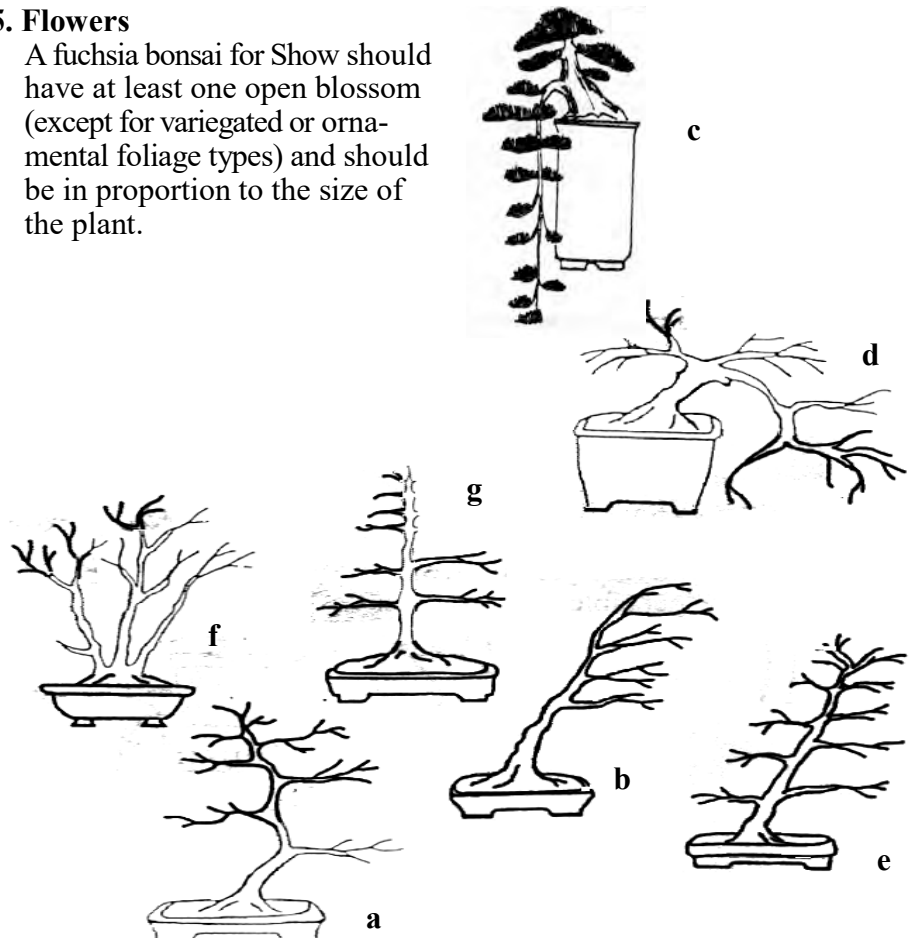 5. Flowers
A fuchsia bonsai for Show should
have at least one open blossom
(except for variegated or orna-
mental foliage types) and should
be in proportion to the size of
the plant.
c
d
g
f
b
e
a